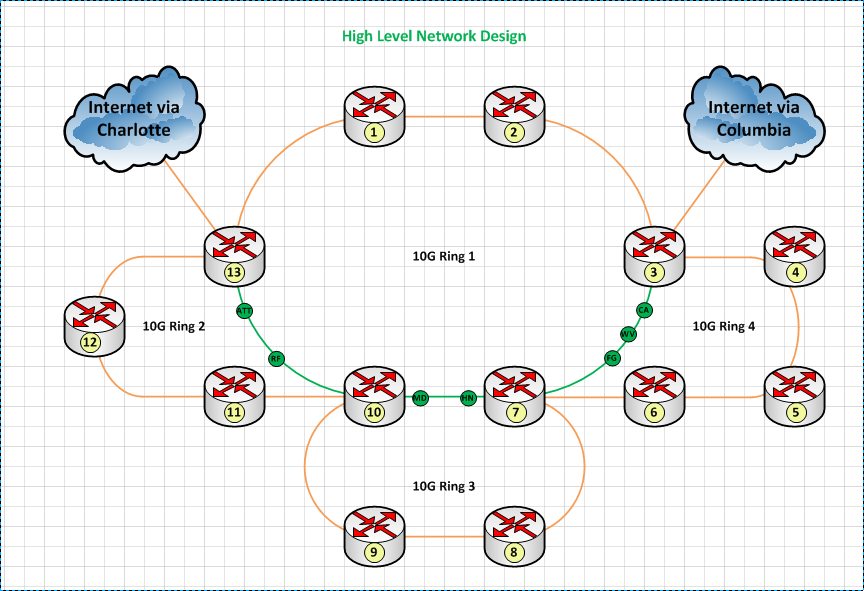 High Level Network Design
Internet via
Charlotte
Internet via
Columbia
1
2
13
10G Ring 1
3
4
ATT
CA
12
10G Ring 2
WV
10G Ring 4
RF
FG
11
10
MD
HN
7
6
5
10G Ring 3
9
8